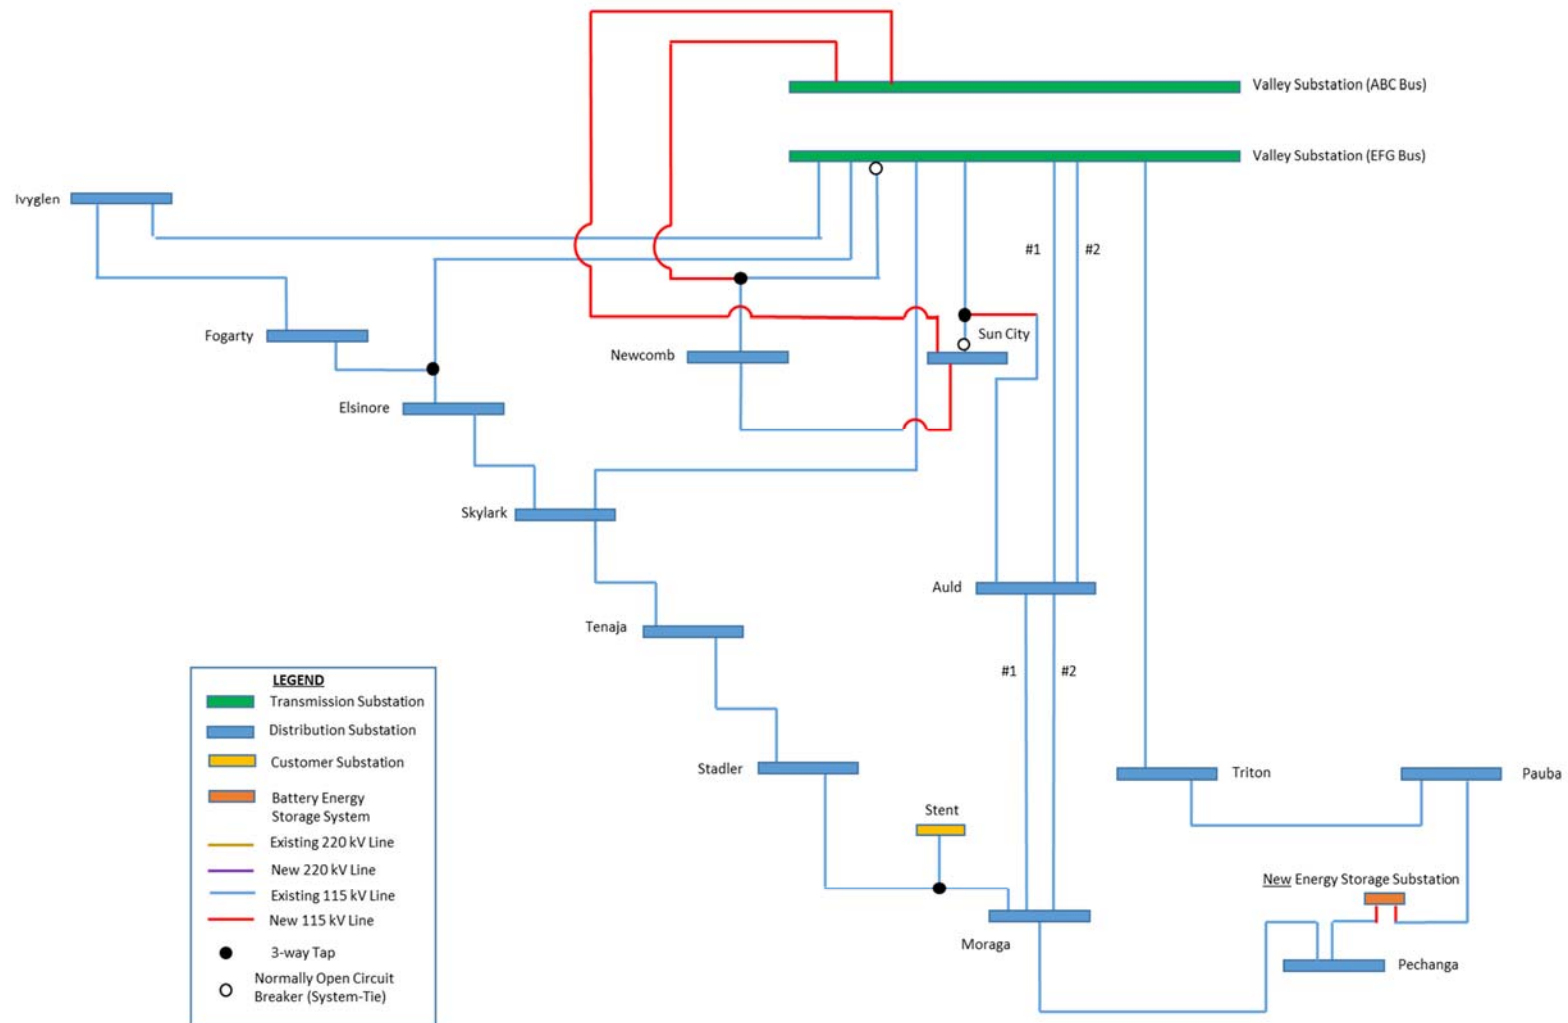 Valley Substation (ABC Bus)
Valley Substation (EFG Bus)
Ivyglen
#1
#2
Fogarty
Sun City
Newcomb
Elsinore
Skylark
Auld
Tenaja
#1
#2
Stadler
Triton
Pauba
Stent
New Energy Storage Substation
Moraga
Pechanga
LEGEND
Transmission Substation
Distribution Substation
Customer Substation
Battery Energy
Storage System
Existing 220 kV Line
New 220 kV Line
Existing 115 kV Line
New 115 kV Line
3-way Tap
Normally Open Circuit
Breaker (System-Tie)